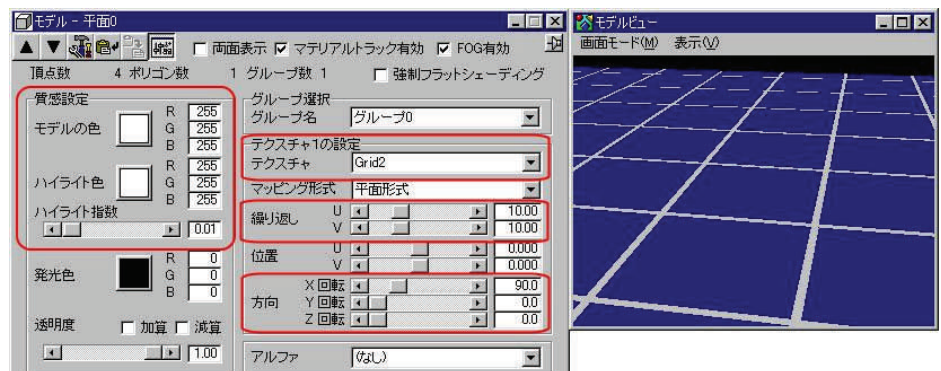 モデル - 平面0
両面表示 マテリアルトラック有効 FOG有効
頂点数 4 ポリゴン数 1 グループ数 1 強制フラットシェーディング
質感設定
モデルの色
R 255
G 255
B 255
ハイライト色
R 255
G 255
B 255
ハイライト指数
0.01
発光色
R 0
G 0
B 0
透明度 加算 減算
1.00
グループ選択
グループ名 グループ0
テクスチャ1の設定
テクスチャ Grid2
マッピング形式 平面形式
繰り返し
U 10.00
V 10.00
位置
U 0.000
V 0.000
方向
X回転 90.0
Y回転 0.0
Z回転 0.0
アルファ (なし)
モデルビュー
画面モード(M) 表示(V)